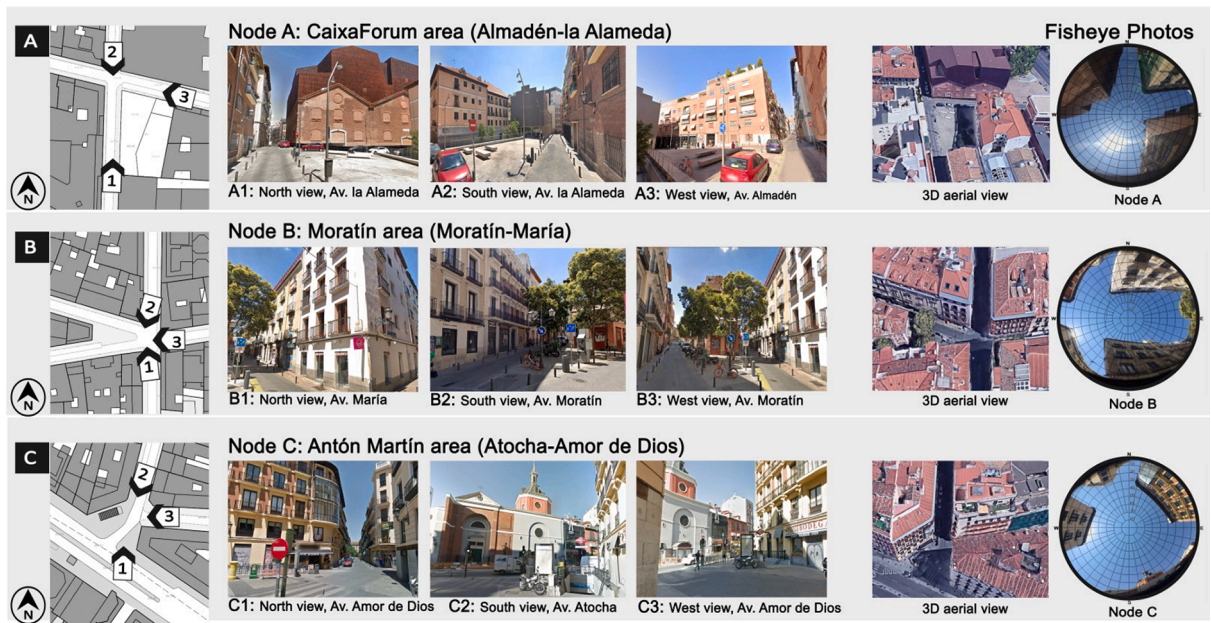 A
Node A: CaixaForum area (Almadén-la Alameda)
Fisheye Photos
2
3
1
N
A1: North view, Av. la Alameda
A2: South view, Av. la Alameda
A3: West view, Av. Almadén
3D aerial view
N
W
E
S
Node A
B
Node B: Moratín area (Moratín-María)
2
3
1
N
B1: North view, Av. María
B2: South view, Av. Moratín
B3: West view, Av. Moratín
3D aerial view
N
W
E
S
Node B
C
Node C: Antón Martín area (Atocha-Amor de Dios)
2
3
1
N
BODEG
C1: North view, Av. Amor de Dios
C2: South view, Av. Atocha
C3: West view, Av. Amor de Dios
3D aerial view
N
W
E
S
Node C